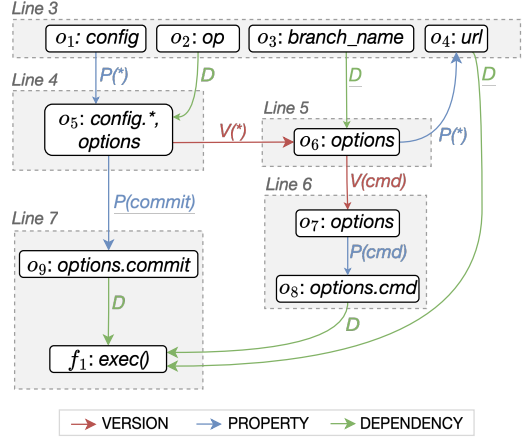 Line 3
o₁: config
o₂: op
o₃: branch_name
o₄: url
P(*)
D
D
D
Line 4
o₅: config.*,
options
V(*)
Line 5
o₆: options
P(*)
P(commit)
V(cmd)
Line 6
o₇: options
P(cmd)
o₈: options.cmd
Line 7
o₉: options.commit
D
D
f₁: exec()
VERSION PROPERTY DEPENDENCY